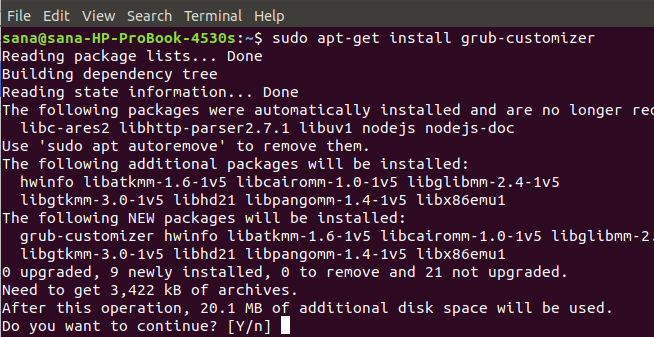 File Edit View Search Terminal Help
sana@sana-HP-ProBook-4530s:~$ sudo apt-get install grub-customizer
Reading package lists... Done
Building dependency tree
Reading state information... Done
The following packages were automatically installed and are no longer rec
libc-ares2 libhttp-parser2.7.1 libuv1 nodejs nodejs-doc
Use 'sudo apt autoremove' to remove them.
The following additional packages will be installed:
hwinfo libatkmm-1.6-1v5 libcairomm-1.0-1v5 libglibmm-2.4-1v5
libgtkmm-3.0-1v5 libhd21 libpangomm-1.4-1v5 libx86emu1
The following NEW packages will be installed:
grub-customizer hwinfo libatkmm-1.6-1v5 libcairomm-1.0-1v5 libglibmm-2.
libgtkmm-3.0-1v5 libhd21 libpangomm-1.4-1v5 libx86emu1
0 upgraded, 9 newly installed, 0 to remove and 21 not upgraded.
Need to get 3,422 kB of archives.
After this operation, 20.1 MB of additional disk space will be used.
Do you want to continue? [Y/n]